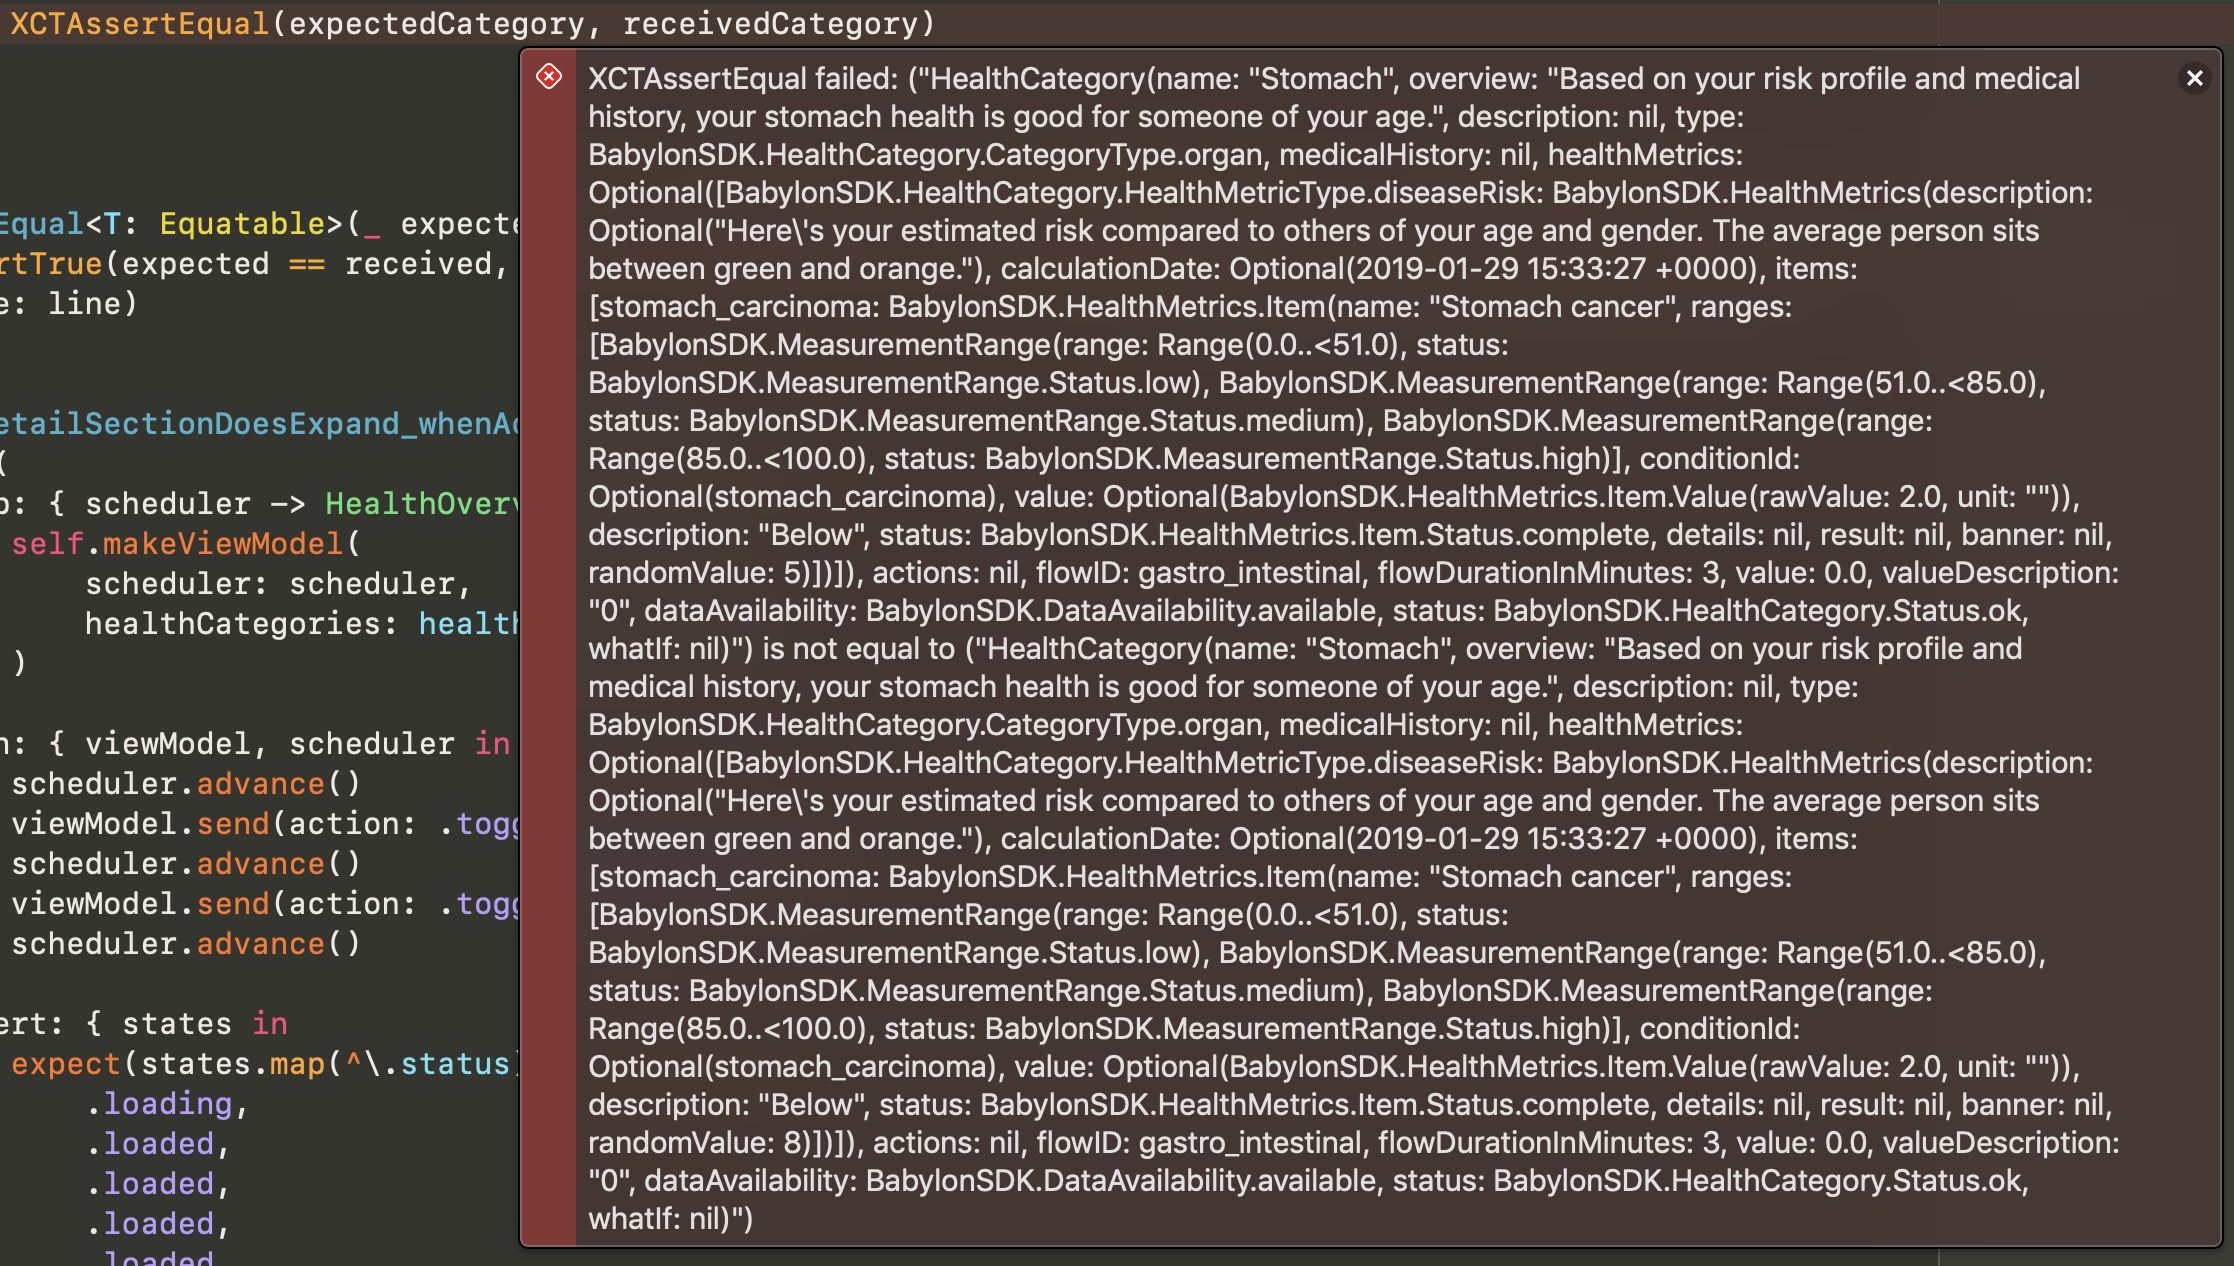 XCTAssertEqual(expectedCategory, receivedCategory)
XCTAssertEqual failed: ("HealthCategory(name: "Stomach", overview: "Based on your risk profile and medical
history, your stomach health is good for someone of your age.", description: nil, type:
BabylonSDK.HealthCategory.CategoryType.organ, medicalHistory: nil, healthMetrics:
Optional([BabylonSDK.HealthCategory.HealthMetricType.diseaseRisk: BabylonSDK.HealthMetrics(description:
Optional("Here\'s your estimated risk compared to others of your age and gender. The average person sits
between green and orange."), calculationDate: Optional(2019-01-29 15:33:27 +0000), items:
[stomach_carcinoma: BabylonSDK.HealthMetrics.Item(name: "Stomach cancer", ranges:
[BabylonSDK.MeasurementRange(range: Range(0.0..<51.0), status:
BabylonSDK.MeasurementRange.Status.low), BabylonSDK.MeasurementRange(range: Range(51.0..<85.0),
status: BabylonSDK.MeasurementRange.Status.medium), BabylonSDK.MeasurementRange(range:
Range(85.0..<100.0), status: BabylonSDK.MeasurementRange.Status.high)], conditionId:
Optional(stomach_carcinoma), value: Optional(BabylonSDK.HealthMetrics.Item.Value(rawValue: 2.0, unit: "")),
description: "Below", status: BabylonSDK.HealthMetrics.Item.Status.complete, details: nil, result: nil, banner: nil,
randomValue: 5)])]), actions: nil, flowID: gastro_intestinal, flowDurationInMinutes: 3, value: 0.0, valueDescription:
"0", dataAvailability: BabylonSDK.DataAvailability.available, status: BabylonSDK.HealthCategory.Status.ok,
whatIf: nil)") is not equal to ("HealthCategory(name: "Stomach", overview: "Based on your risk profile and
medical history, your stomach health is good for someone of your age.", description: nil, type:
BabylonSDK.HealthCategory.CategoryType.organ, medicalHistory: nil, healthMetrics:
Optional([BabylonSDK.HealthCategory.HealthMetricType.diseaseRisk: BabylonSDK.HealthMetrics(description:
Optional("Here\'s your estimated risk compared to others of your age and gender. The average person sits
between green and orange."), calculationDate: Optional(2019-01-29 15:33:27 +0000), items:
[stomach_carcinoma: BabylonSDK.HealthMetrics.Item(name: "Stomach cancer", ranges:
[BabylonSDK.MeasurementRange(range: Range(0.0..<51.0), status:
BabylonSDK.MeasurementRange.Status.low), BabylonSDK.MeasurementRange(range: Range(51.0..<85.0),
status: BabylonSDK.MeasurementRange.Status.medium), BabylonSDK.MeasurementRange(range:
Range(85.0..<100.0), status: BabylonSDK.MeasurementRange.Status.high)], conditionId:
Optional(stomach_carcinoma), value: Optional(BabylonSDK.HealthMetrics.Item.Value(rawValue: 2.0, unit: "")),
description: "Below", status: BabylonSDK.HealthMetrics.Item.Status.complete, details: nil, result: nil, banner: nil,
randomValue: 8)])]), actions: nil, flowID: gastro_intestinal, flowDurationInMinutes: 3, value: 0.0, valueDescription:
"0", dataAvailability: BabylonSDK.DataAvailability.available, status: BabylonSDK.HealthCategory.Status.ok,
whatIf: nil)")
Equal<T: Equatable>(_ expecte
rtTrue(expected == received,
e: line)
etailSectionDoesExpand_whenAc
(
p: { scheduler -> HealthOverv
self.makeViewModel(
scheduler: scheduler,
healthCategories: health
)
n: { viewModel, scheduler in
scheduler.advance()
viewModel.send(action: .togg
scheduler.advance()
viewModel.send(action: .togg
scheduler.advance()
ert: { states in
expect(states.map(^\.status)
.loading,
.loaded,
.loaded,
.loaded,
.loaded